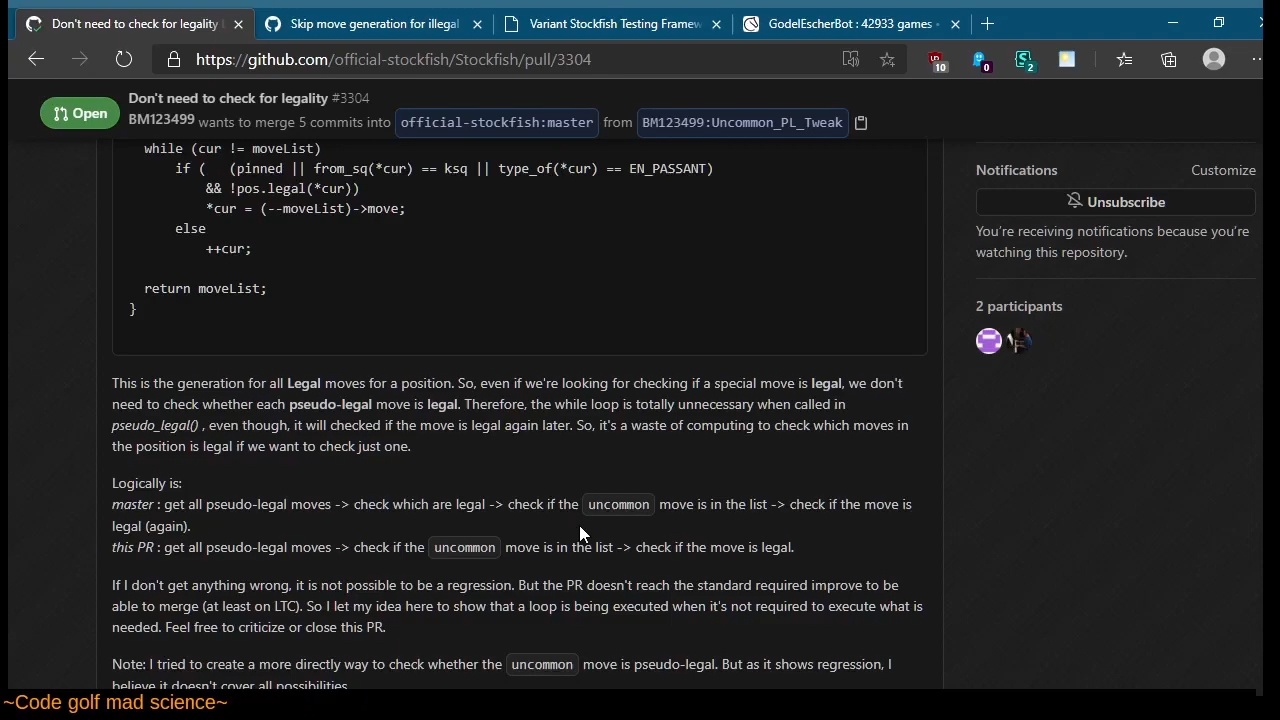 Don't need to check for legality
Skip move generation for illegal
Variant Stockfish Testing Framew
GodelEscherBot : 42933 games
https://github.com/official-stockfish/Stockfish/pull/3304
10
0
2
Open
Don't need to check for legality #3304
BM123499 wants to merge 5 commits into official-stockfish:master from BM123499:Uncommon_PL_Tweak
while (cur != moveList)
if (   (pinned || from_sq(*cur) == ksq || type_of(*cur) == EN_PASSANT)
&& !pos.legal(*cur))
*cur = (--moveList)->move;
else
++cur;
return moveList;
}
This is the generation for all Legal moves for a position. So, even if we're looking for checking if a special move is legal, we don't
need to check whether each pseudo-legal move is legal. Therefore, the while loop is totally unnecessary when called in
pseudo_legal() , even though, it will checked if the move is legal again later. So, it's a waste of computing to check which moves in
the position is legal if we want to check just one.
Logically is:
master : get all pseudo-legal moves -> check which are legal -> check if the uncommon move is in the list -> check if the move is
legal (again).
this PR : get all pseudo-legal moves -> check if the uncommon move is in the list -> check if the move is legal.
If I don't get anything wrong, it is not possible to be a regression. But the PR doesn't reach the standard required improve to be
able to merge (at least on LTC). So I let my idea here to show that a loop is being executed when it's not required to execute what is
needed. Feel free to criticize or close this PR.
Note: I tried to create a more directly way to check whether the uncommon move is pseudo-legal. But as it shows regression, I
believe it doesn't cover all possibilities
Notifications
Customize
Unsubscribe
You're receiving notifications because you're
watching this repository.
2 participants
~Code golf mad science~